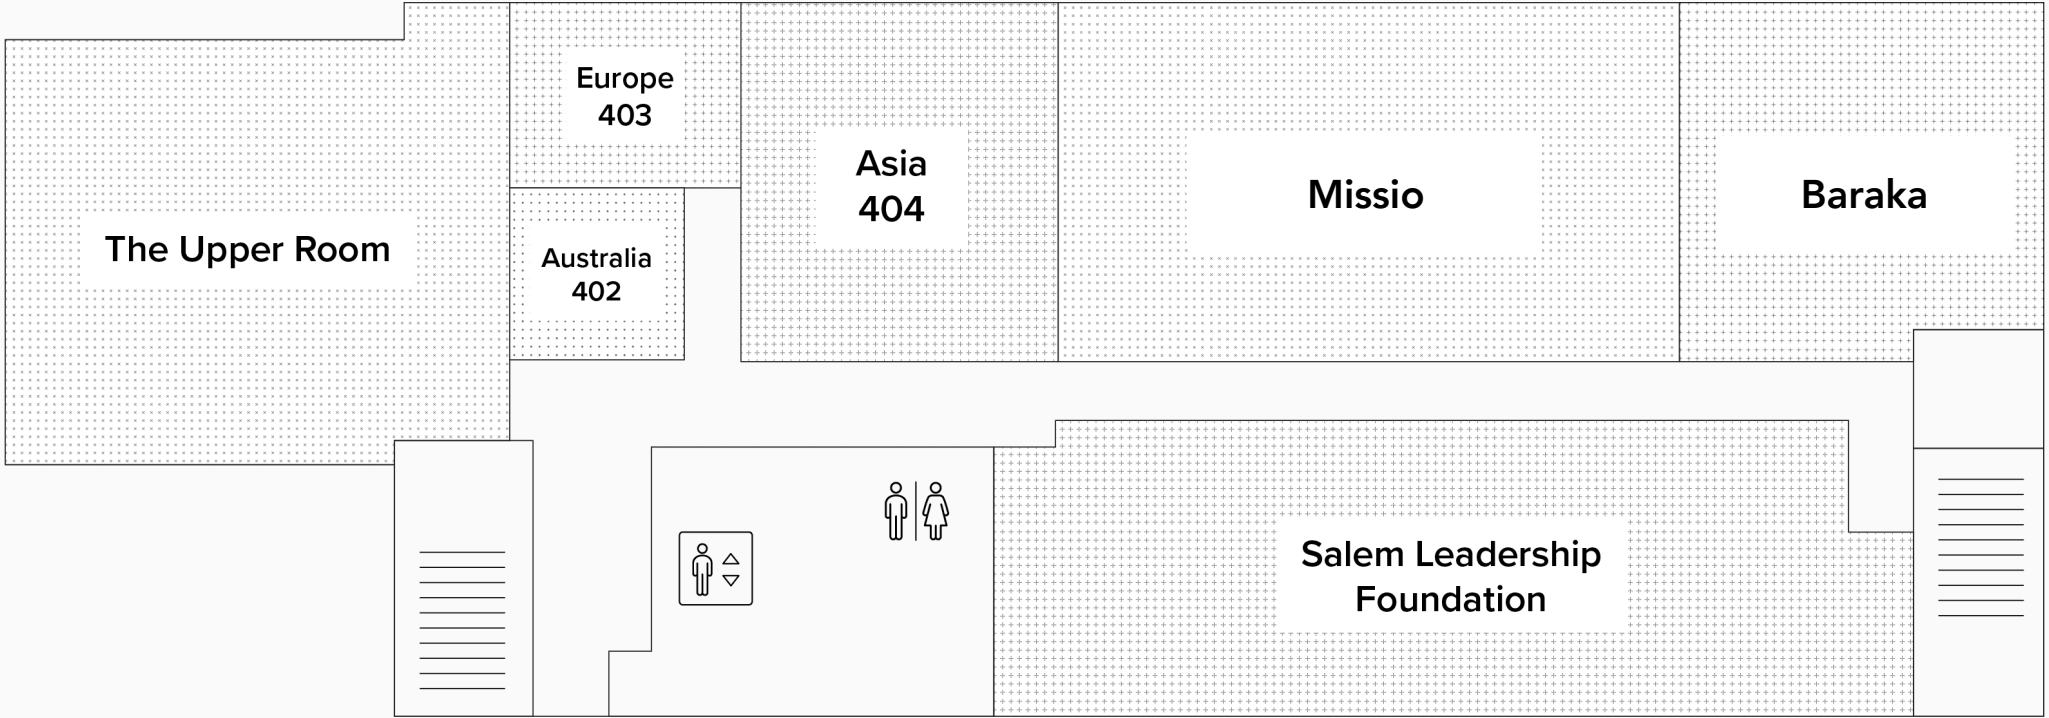 Europe
403
Asia
404
Missio
Baraka
The Upper Room
Australia
402
Salem Leadership
Foundation